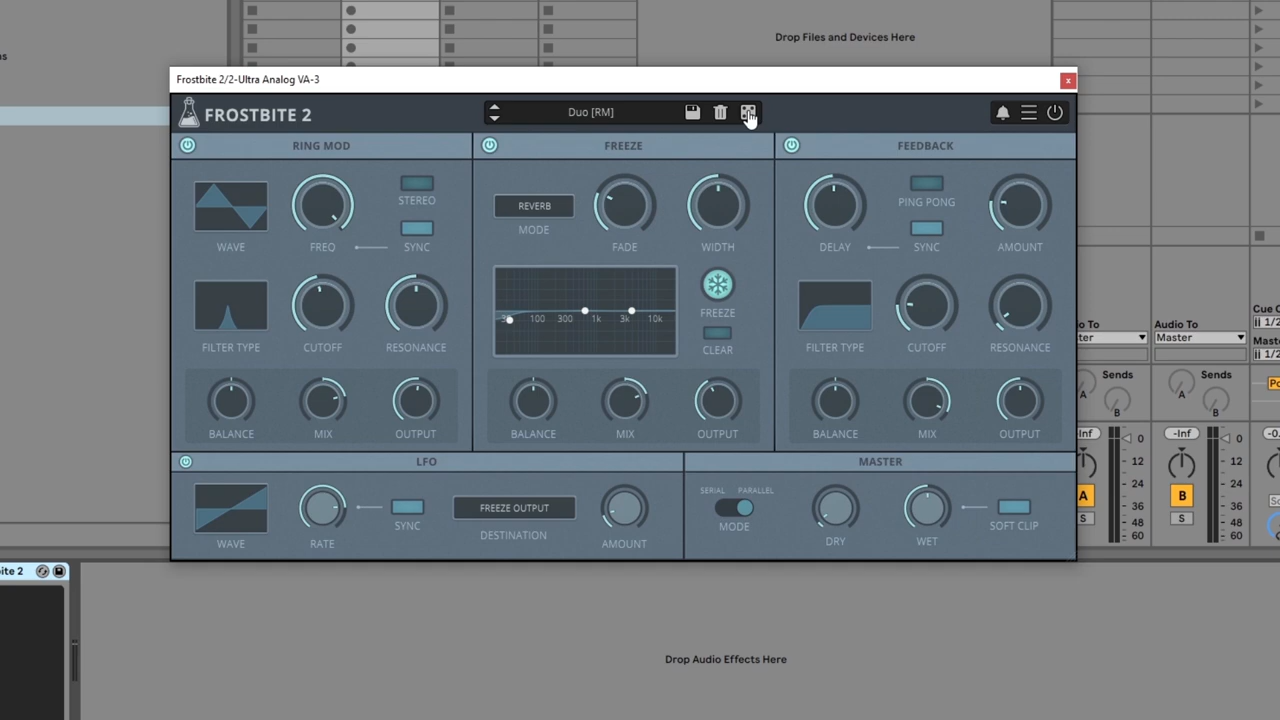 Drop Files and Devices Here
Frostbite 2/2-Ultra Analog VA-3
x
FROSTBITE 2
Duo [RM]
RING MOD
FREEZE
FEEDBACK
STEREO
REVERB
PING PONG
WAVE
FREQ
SYNC
MODE
FADE
WIDTH
DELAY
SYNC
AMOUNT
100 300 1k 3k 10k
FREEZE
CLEAR
FILTER TYPE
CUTOFF
RESONANCE
FILTER TYPE
CUTOFF
RESONANCE
BALANCE
MIX
OUTPUT
BALANCE
MIX
OUTPUT
BALANCE
MIX
OUTPUT
LFO
MASTER
SERIAL PARALLEL
FREEZE OUTPUT
SYNC
MODE
SOFT CLIP
WAVE
RATE
DESTINATION
AMOUNT
DRY
WET
Audio To
Master
Sends
A
B
Sends
A
B
-Inf
0
12
24
36
48
60
A
B
S
S
0
12
24
36
48
60
Cue
Drop Audio Effects Here